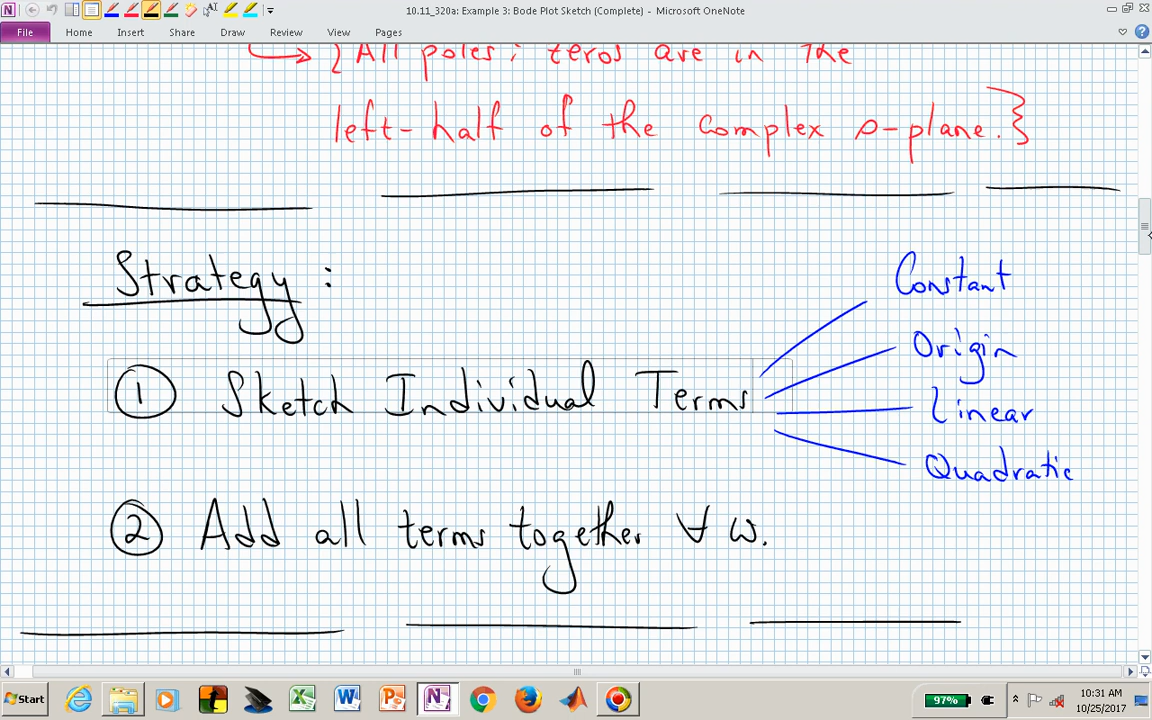 10.11_320a: Example 3: Bode Plot Sketch (Complete) - Microsoft OneNote
File Home Insert Share Draw Review View Pages
{All poles ; zeros are in the
left-half of the complex s-plane.}
Strategy:
① Sketch Individual Terms
Constant
Origin
Linear
Quadratic
② Add all terms together ∀ ω.
Start
97%
10:31 AM
10/25/2017